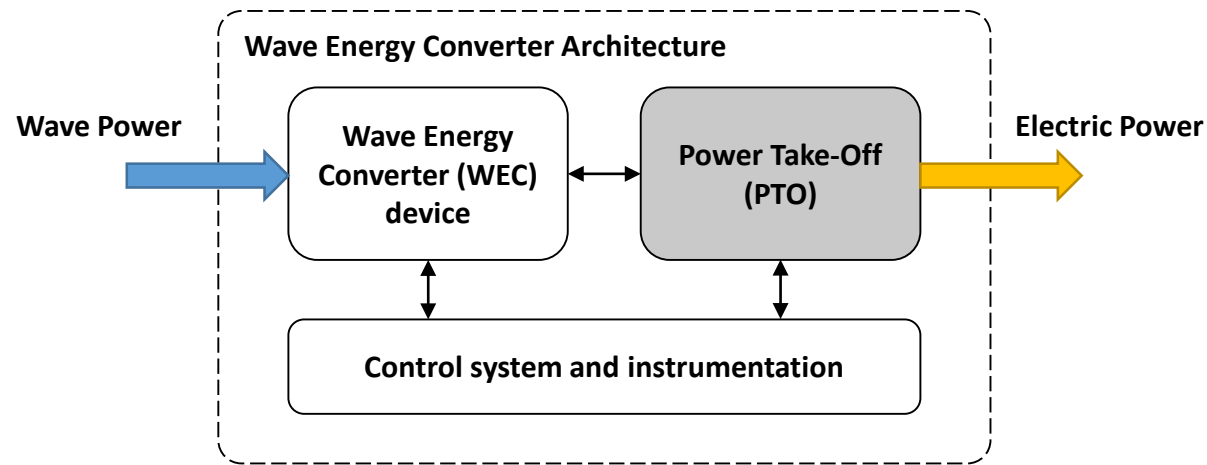 Wave Energy Converter Architecture
Wave Power
Wave Energy
Converter (WEC)
device
Power Take-Off
(PTO)
Electric Power
Control system and instrumentation